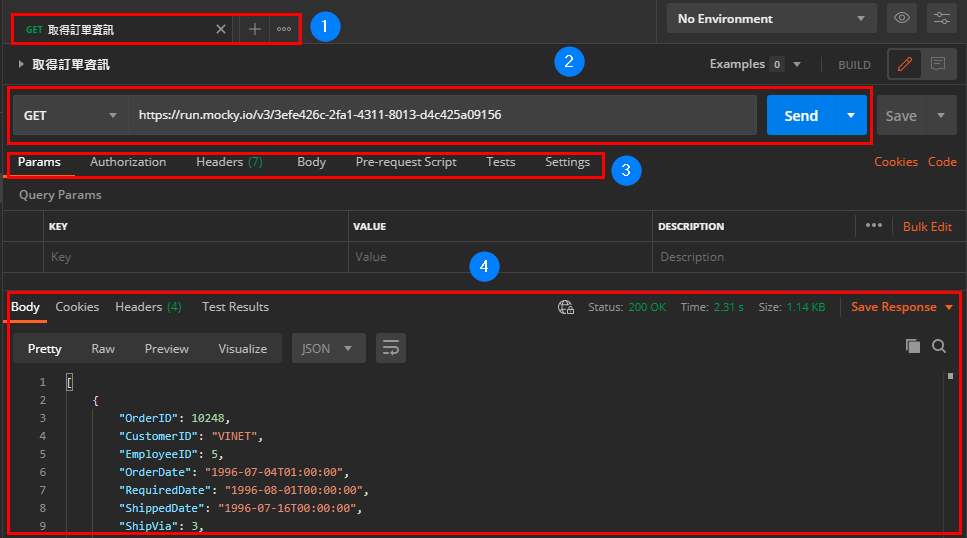 GET 取得訂單資訊
1
No Environment
取得訂單資訊
2
Examples 0
BUILD
GET
https://run.mocky.io/v3/3efe426c-2fa1-4311-8013-d4c425a09156
Send
Save
Params Authorization Headers (7) Body Pre-request Script Tests Settings
3
Cookies Code
Query Params
KEY VALUE DESCRIPTION
Bulk Edit
Key Value Description
4
Body Cookies Headers (4) Test Results
Status: 200 OK Time: 2.31 s Size: 1.14 KB
Save Response
Pretty Raw Preview Visualize
JSON
1 [
2 {
3 "OrderID": 10248,
4 "CustomerID": "VINET",
5 "EmployeeID": 5,
6 "OrderDate": "1996-07-04T01:00:00",
7 "RequiredDate": "1996-08-01T00:00:00",
8 "ShippedDate": "1996-07-16T00:00:00",
9 "ShipVia": 3,